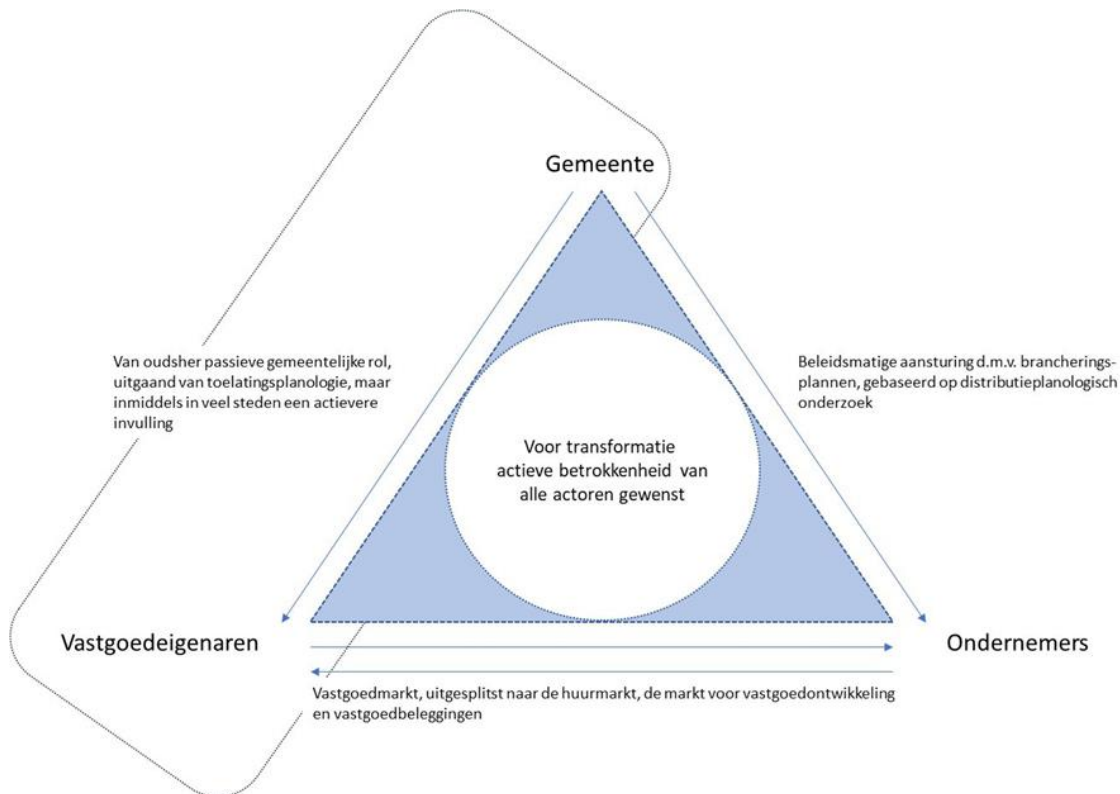 Gemeente
Van oudsher passieve gemeentelijke rol,
uitgaand van toelatingsplanologie, maar
inmiddels in veel steden een actievere
invulling
Beleidsmatige aansturing d.m.v. brancherings-
plannen, gebaseerd op distributieplanologisch
onderzoek
Voor transformatie
actieve betrokkenheid van
alle actoren gewenst
Vastgoedeigenaren
Ondernemers
Vastgoedmarkt, uitgesplitst naar de huurmarkt, de markt voor vastgoedontwikkeling
en vastgoedbeleggingen